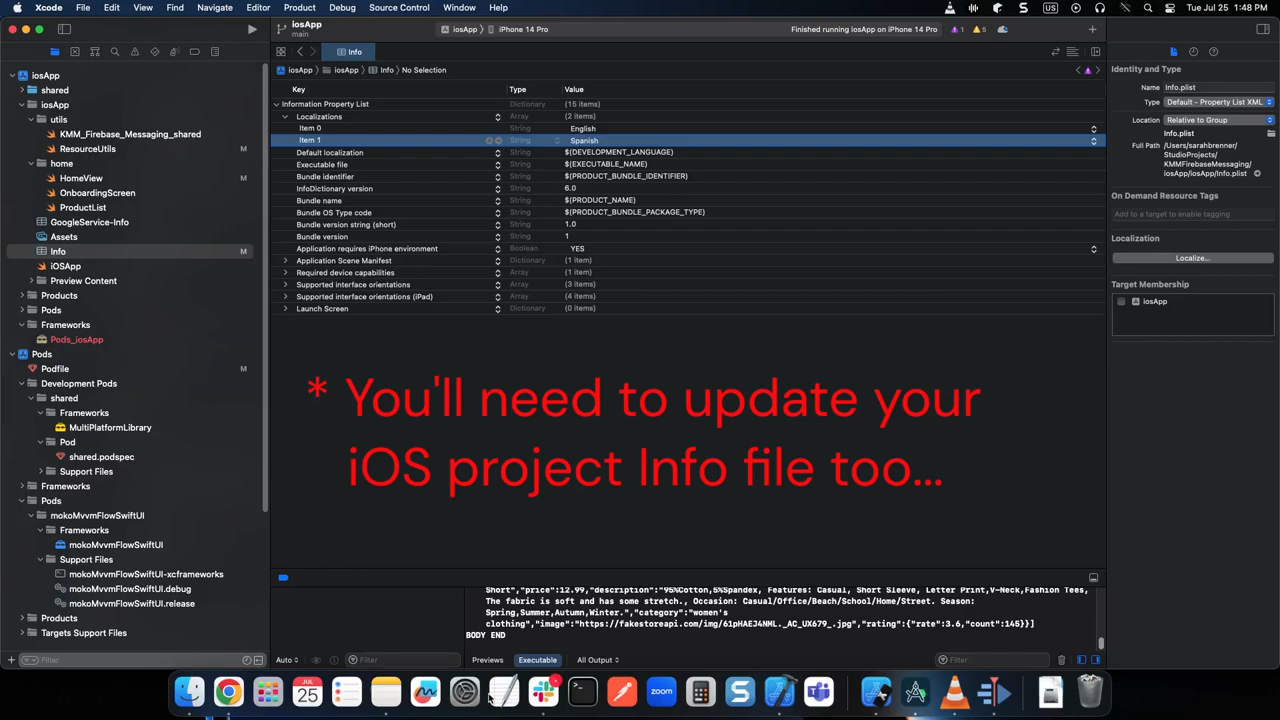 Xcode File Edit View Find Navigate Editor Product Debug Source Control Window Help
US Tue Jul 25 1:48 PM
iosApp
main
iosApp
iPhone 14 Pro
Finished running iosApp on iPhone 14 Pro
1
5
Info
iosApp
iosApp
Info
No Selection
iosApp
shared
iosApp
utils
KMM_Firebase_Messaging_shared
ResourceUtils M
home
HomeView M
OnboardingScreen
ProductList
GoogleService-Info
Assets
Info M
iOSApp
Preview Content
Products
Pods
Frameworks
Pods_iosApp
Pods
Podfile M
Development Pods
shared
Frameworks
MultiPlatformLibrary
Pod
shared.podspec
Support Files
Frameworks
Pods
mokoMvvmFlowSwiftUI
Frameworks
mokoMvvmFlowSwiftUI
Support Files
mokoMvvmFlowSwiftUI-xcframeworks
mokoMvvmFlowSwiftUI.debug
mokoMvvmFlowSwiftUI.release
Products
Targets Support Files
Filter
Key Type Value
Information Property List Dictionary (15 items)
Localizations Array (2 items)
Item 0 String English
Item 1 String Spanish
Default localization String $(DEVELOPMENT_LANGUAGE)
Executable file String $(EXECUTABLE_NAME)
Bundle identifier String $(PRODUCT_BUNDLE_IDENTIFIER)
InfoDictionary version String 6.0
Bundle name String $(PRODUCT_NAME)
Bundle OS Type code String $(PRODUCT_BUNDLE_PACKAGE_TYPE)
Bundle version string (short) String 1.0
Bundle version String 1
Application requires iPhone environment Boolean YES
Application Scene Manifest Dictionary (1 item)
Required device capabilities Array (1 item)
Supported interface orientations Array (3 items)
Supported interface orientations (iPad) Array (4 items)
Launch Screen Dictionary (0 items)
* You'll need to update your
iOS project Info file too...
Short","price":12.99,"description":"95%Cotton,5%Spandex, Features: Casual, Short Sleeve, Letter Print,V-Neck,Fashion Tees,
The fabric is soft and has some stretch., Occasion: Casual/Office/Beach/School/Home/Street. Season:
Spring,Summer,Autumn,Winter.","category":"women's
clothing","image":"https://fakestoreapi.com/img/61pHAEJ4NML._AC_UX679_.jpg","rating":{"rate":3.6,"count":145}}]
BODY END
Auto
Filter
Previews
Executable
All Output
Filter
Identity and Type
Name Info.plist
Type Default - Property List XML
Location Relative to Group
Info.plist
Full Path /Users/sarahbrenner/
StudioProjects/
KMMFirebaseMessaging/
iosApp/iosApp/Info.plist
On Demand Resource Tags
Add to a target to enable tagging
Localization
Localize...
Target Membership
iosApp
JUL
25
zoom